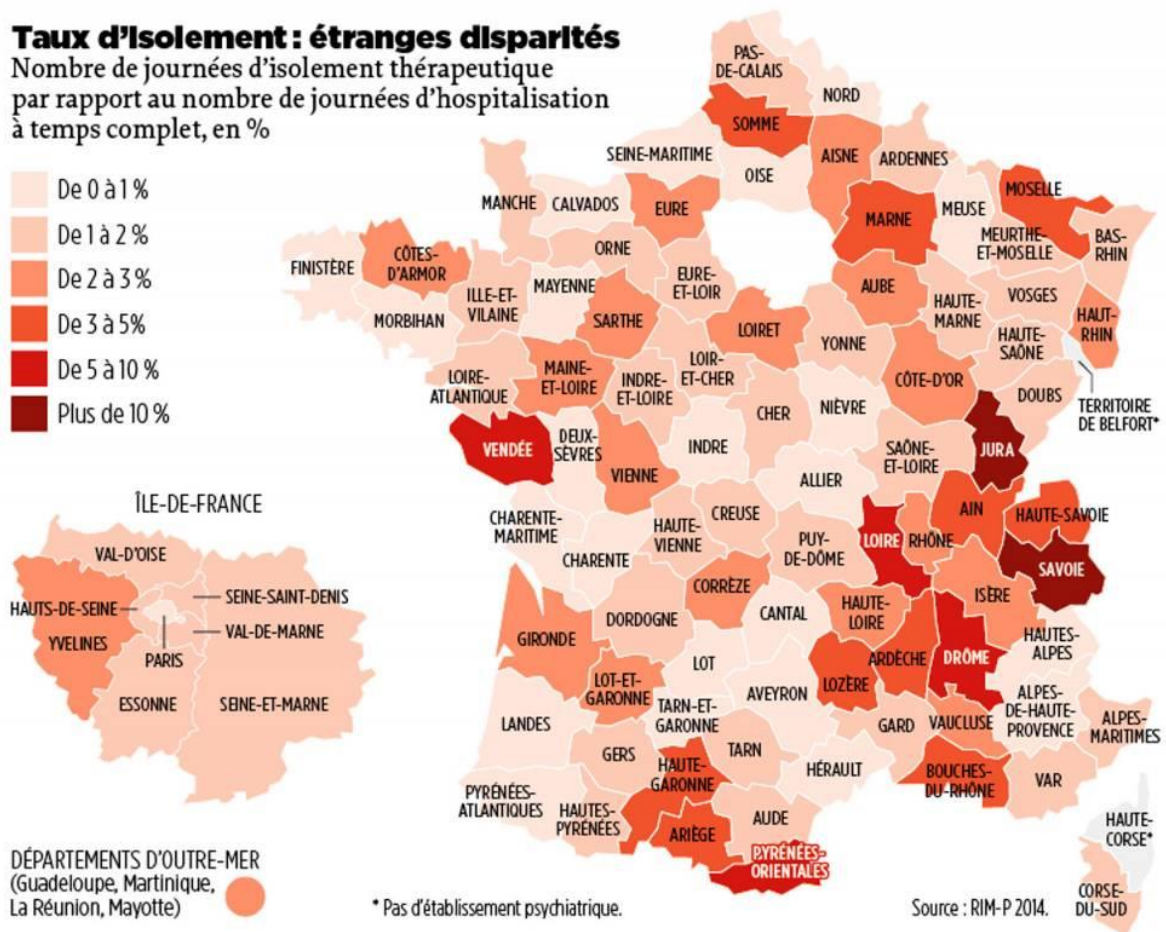 Taux d'isolement : étranges disparités
Nombre de journées d'isolement thérapeutique
par rapport au nombre de journées d'hospitalisation
à temps complet, en %
De 0 à 1 %
De 1 à 2 %
De 2 à 3 %
De 3 à 5%
De 5 à 10 %
Plus de 10 %
PAS-
DE-CALAIS
NORD
SOMME
SEINE-MARITIME
OISE
AISNE
ARDENNES
MANCHE
CALVADOS
EURE
MARNE
MEUSE
MOSELLE
MEURTHE-
ET-MOSELLE
BAS-
RHIN
FINISTÈRE
CÔTES-
D'ARMOR
ORNE
MORBIHAN
ILLE-ET-
VILAINE
MAYENNE
SARTHE
EURE-
ET-LOIR
LOIRET
AUBE
YONNE
HAUTE-
MARNE
VOSGES
HAUT-
RHIN
HAUTE-
SAÔNE
TERRITOIRE
DE BELFORT*
LOIRE-
ATLANTIQUE
MAINE-
ET-LOIRE
INDRE-
ET-LOIRE
LOIR-
ET-CHER
CHER
NIÈVRE
CÔTE-D'OR
DOUBS
JURA
VENDÉE
DEUX-
SÈVRES
VIENNE
INDRE
ALLIER
SAÔNE-
ET-LOIRE
CHARENTE-
MARITIME
CHARENTE
HAUTE-
VIENNE
CREUSE
PUY-
DE-DÔME
LOIRE
RHÔNE
AIN
HAUTE-SAVOIE
SAVOIE
ISÈRE
GIRONDE
DORDOGNE
CORRÈZE
CANTAL
HAUTE-
LOIRE
ARDÈCHE
DRÔME
HAUTES-
ALPES
LOT-ET-
GARONNE
LOT
AVEYRON
LOZÈRE
LANDES
TARN-ET-
GARONNE
GARD
VAUCLUSE
ALPES-
DE-HAUTE-
PROVENCE
ALPES-
MARITIMES
GERS
TARN
HÉRAULT
BOUCHES-
DU-RHÔNE
VAR
PYRÉNÉES-
ATLANTIQUES
HAUTES-
PYRÉNÉES
HAUTE-
GARONNE
ARIÈGE
AUDE
PYRÉNÉES-
ORIENTALES
HAUTE-
CORSE*
CORSE-
DU-SUD
ÎLE-DE-FRANCE
VAL-D'OISE
HAUTS-DE-SEINE
SEINE-SAINT-DENIS
YVELINES
PARIS
VAL-DE-MARNE
ESSONNE
SEINE-ET-MARNE
DÉPARTEMENTS D'OUTRE-MER
(Guadeloupe, Martinique,
La Réunion, Mayotte)
* Pas d'établissement psychiatrique.
Source : RIM-P 2014.